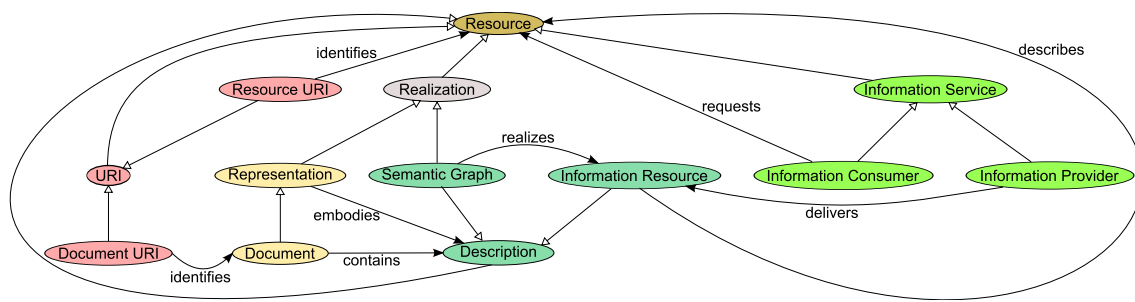 Resource
identifies
describes
Resource URI
Realization
Information Service
requests
realizes
URI
Representation
Semantic Graph
Information Resource
Information Consumer
Information Provider
embodies
delivers
Document URI
Document
Description
contains
identifies